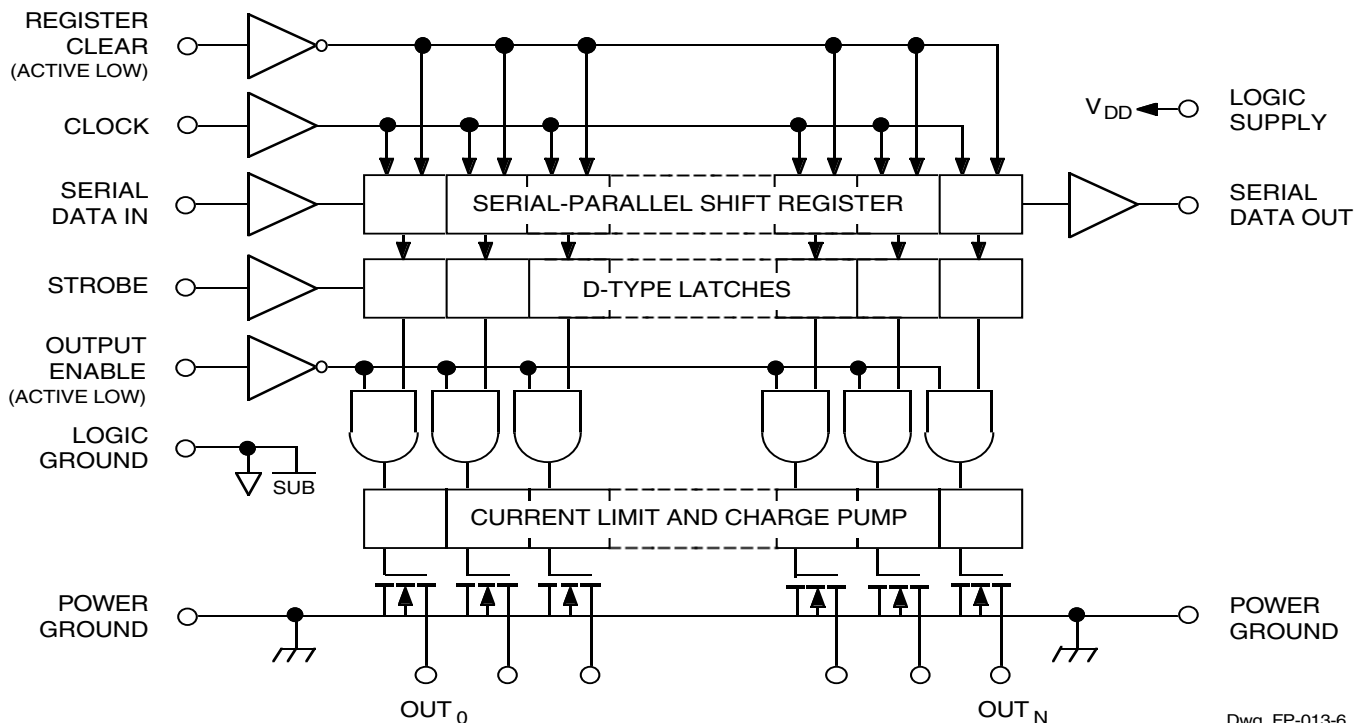 REGISTER
CLEAR
(ACTIVE LOW)
CLOCK
V DD
LOGIC
SUPPLY
SERIAL
DATA IN
SERIAL-PARALLEL SHIFT REGISTER
SERIAL
DATA OUT
STROBE
D-TYPE LATCHES
OUTPUT
ENABLE
(ACTIVE LOW)
LOGIC
GROUND
SUB
CURRENT LIMIT AND CHARGE PUMP
POWER
GROUND
POWER
GROUND
OUT 0
OUT N
Dwg. FP-013-6